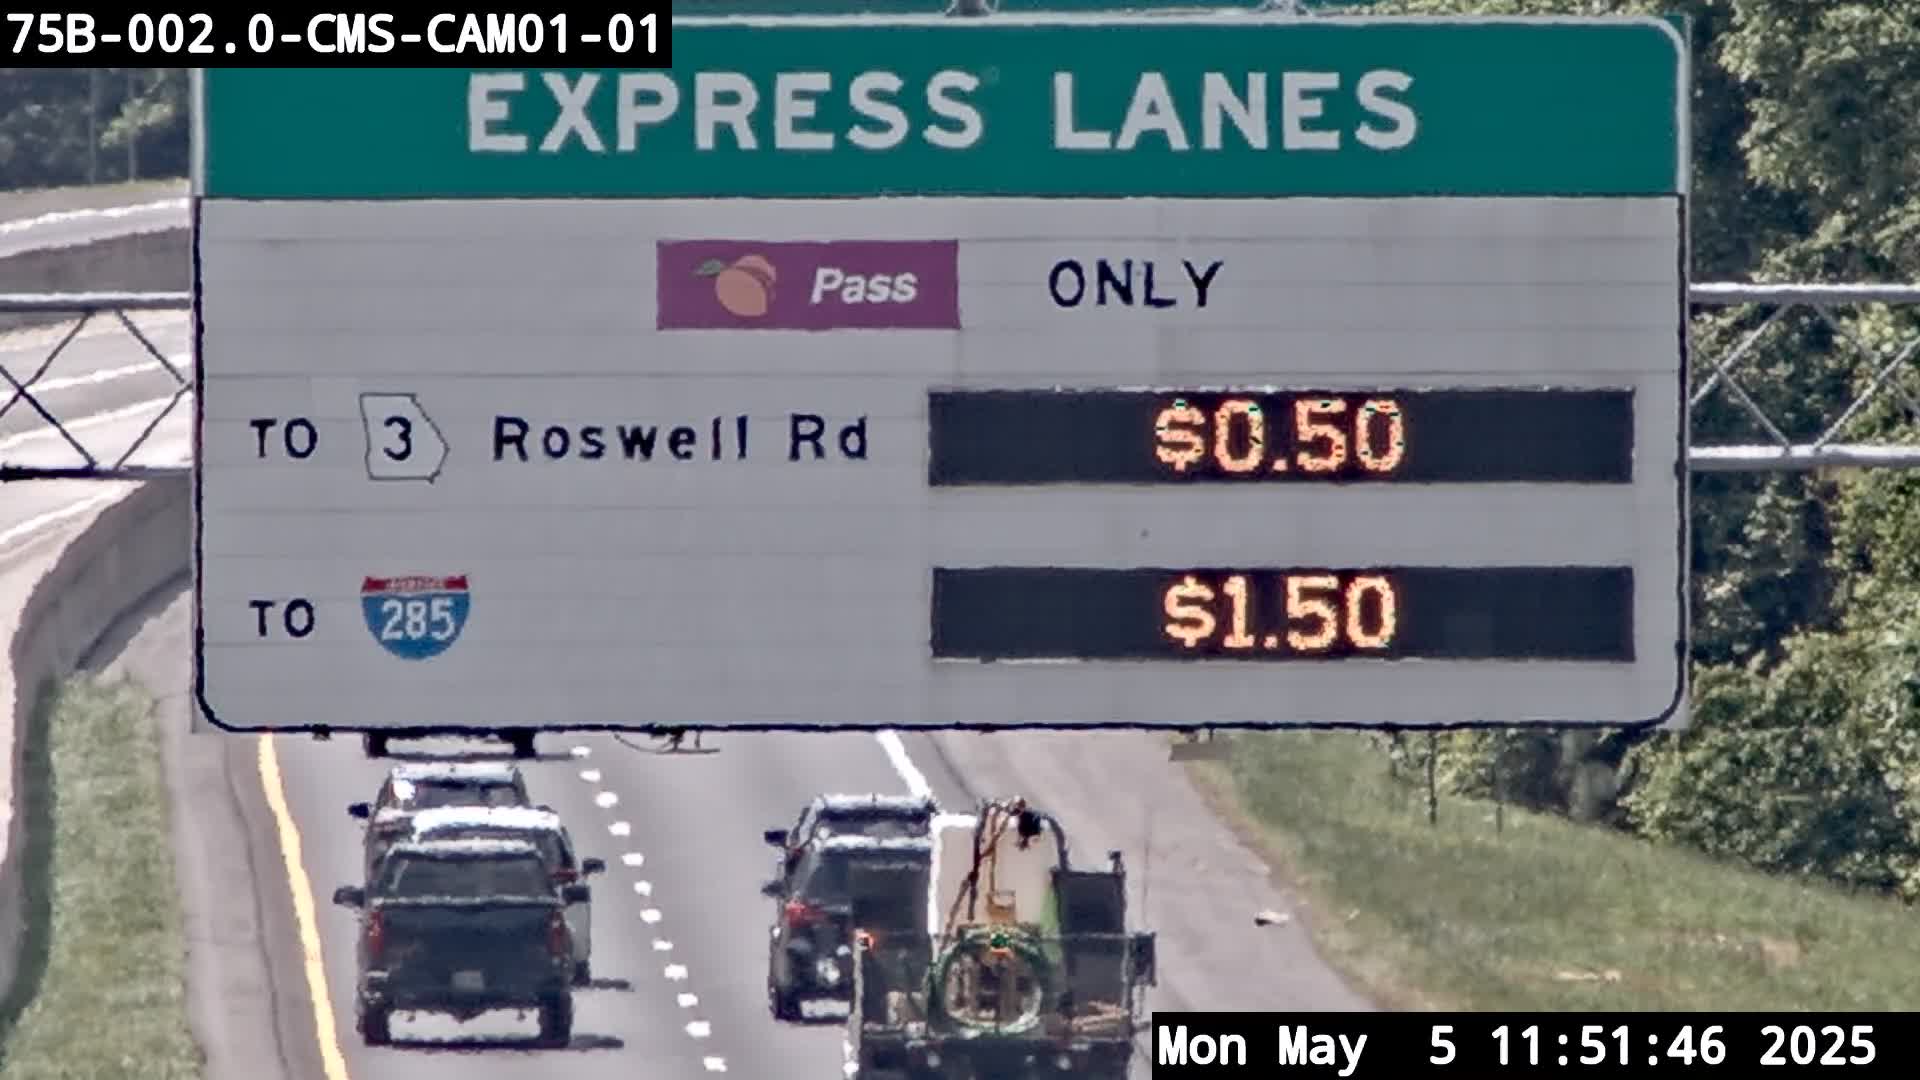 75B-002.0-CMS-CAM01-01
EXPRESS LANES
Pass ONLY
TO 3 Roswell Rd $0.50
TO 285 $1.50
Mon May 5 11:51:46 2025